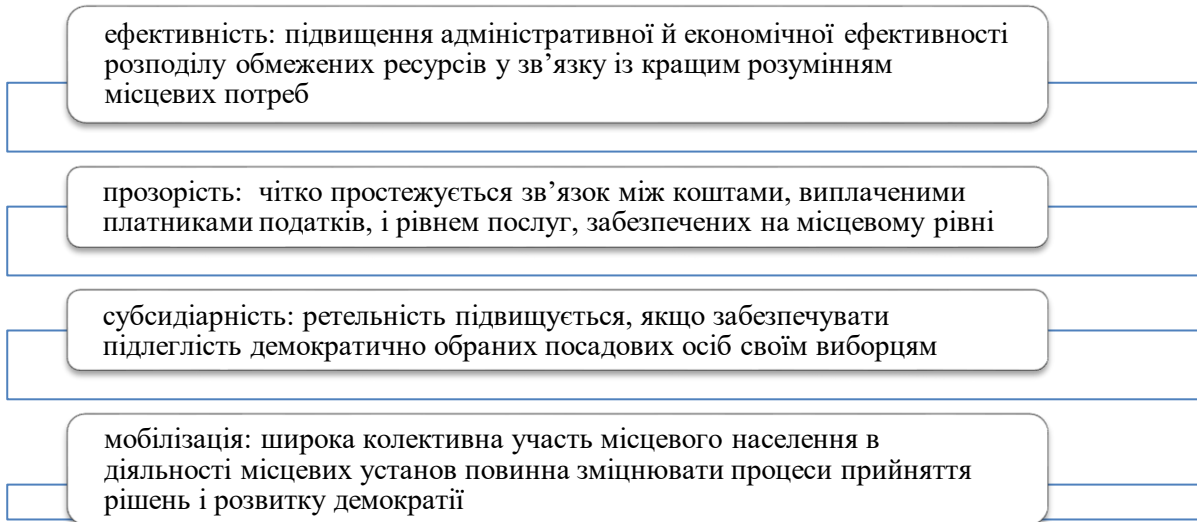 ефективність: підвищення адміністративної й економічної ефективності
розподілу обмежених ресурсів у зв’язку із кращим розумінням
місцевих потреб
прозорість:  чітко простежується зв’язок між коштами, виплаченими
платниками податків, і рівнем послуг, забезпечених на місцевому рівні
субсидіарність: ретельність підвищується, якщо забезпечувати
підлеглість демократично обраних посадових осіб своїм виборцям
мобілізація: широка колективна участь місцевого населення в
діяльності місцевих установ повинна зміцнювати процеси прийняття
рішень і розвитку демократії